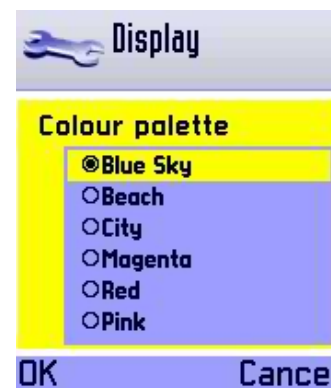 Display
Colour palette
Blue Sky
Beach
City
Magenta
Red
Pink
OK Cance